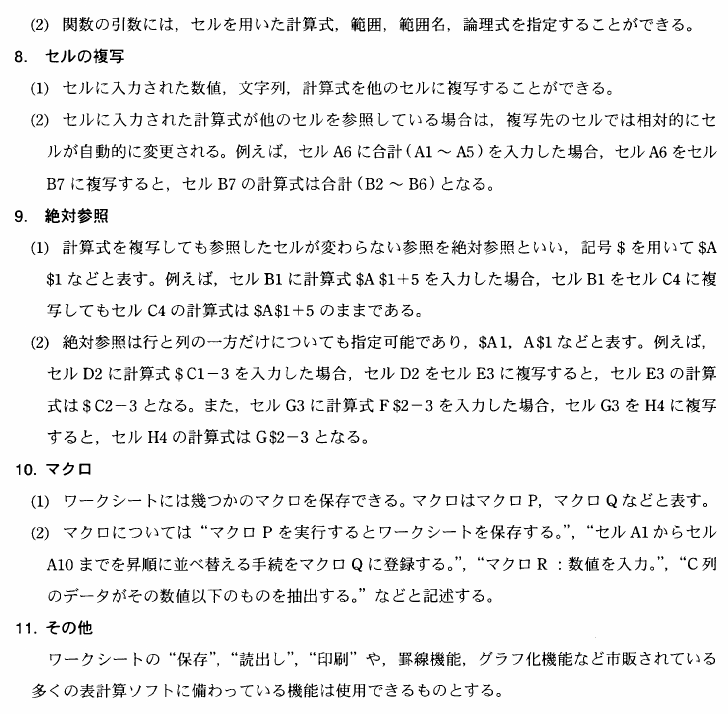 (2) 関数の引数には，セルを用いた計算式，範囲，範囲名，論理式を指定することができる。
8. セルの複写
(1) セルに入力された数値，文字列，計算式を他のセルに複写することができる。
(2) セルに入力された計算式が他のセルを参照している場合は，複写先のセルでは相対的にセ
ルが自動的に変更される。例えば，セル A6 に合計(A1 ～ A5)を入力した場合，セル A6 をセル
B7 に複写すると，セル B7 の計算式は合計(B2 ～ B6)となる。
9. 絶対参照
(1) 計算式を複写しても参照したセルが変わらない参照を絶対参照といい，記号 $ を用いて $A
$1 などと表す。例えば，セル B1 に計算式 $A $1+5 を入力した場合，セル B1 をセル C4 に複
写してもセル C4 の計算式は $A$1+5 のままである。
(2) 絶対参照は行と列の一方だけについても指定可能であり，$A1，A$1 などと表す。例えば，
セル D2 に計算式 $C1－3 を入力した場合，セル D2 をセル E3 に複写すると，セル E3 の計算
式は $C2－3 となる。また，セル G3 に計算式 F$2－3 を入力した場合，セル G3 を H4 に複写
すると，セル H4 の計算式は G$2－3 となる。
10. マクロ
(1) ワークシートには幾つかのマクロを保存できる。マクロはマクロ P，マクロ Q などと表す。
(2) マクロについては“マクロ P を実行するとワークシートを保存する。”，“セル A1 からセル
A10 までを昇順に並べ替える手続をマクロ Q に登録する。”，“マクロ R ：数値を入力。”，“C 列
のデータがその数値以下のものを抽出する。”などと記述する。
11. その他
ワークシートの“保存”，“読出し”，“印刷”や，罫線機能，グラフ化機能など市販されている
多くの表計算ソフトに備わっている機能は使用できるものとする。